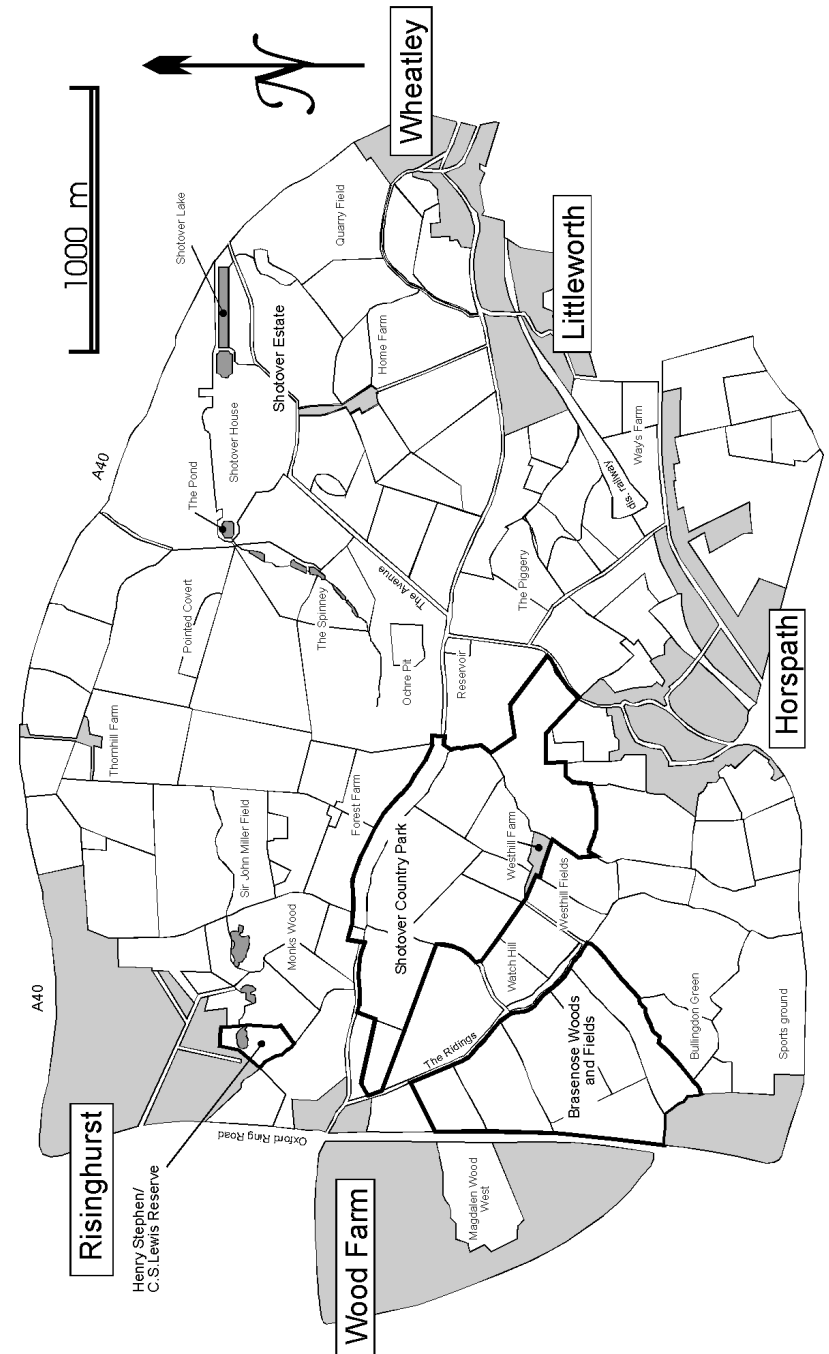 Risinghurst
Henry Stephen/
C.S.Lewis Reserve
Wood Farm
A40
A40
1000 m
N
Wheatley
Littleworth
Horspath
Oxford Ring Road
Magdalen Wood
West
Monks Wood
Sir John Miller Field
Thornhill Farm
Forest Farm
Pointed Covert
The Pond
Shotover House
Shotover Lake
Shotover Estate
Quarry Field
Home Farm
The Spinney
The Avenue
Ochre Pit
Reservoir
The Piggery
dis. railway
Way's Farm
Shotover Country Park
Westhill Farm
Westhill Fields
Watch Hill
The Ridings
Brasenose Woods
and Fields
Bullingdon Green
Sports ground